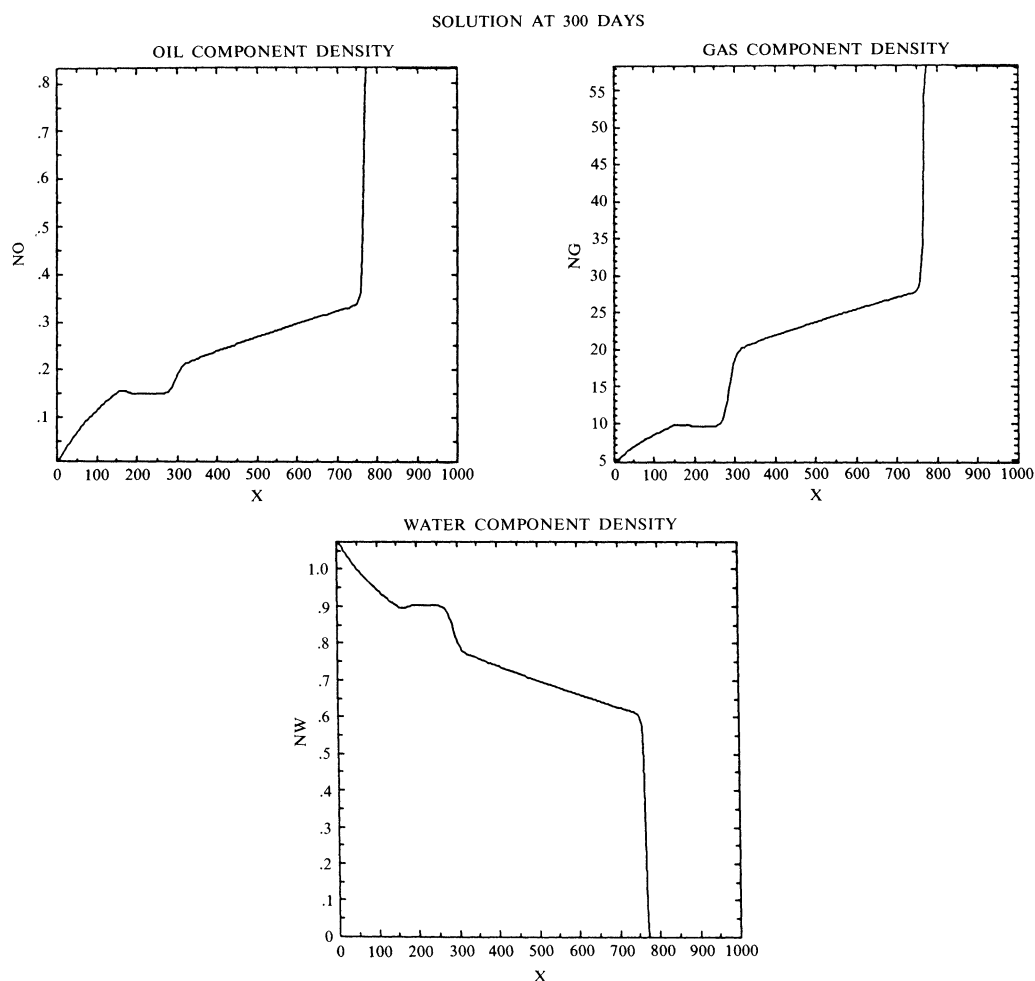 SOLUTION AT 300 DAYS
OIL COMPONENT DENSITY
.8
.7
.6
.5
.4
.3
.2
.1
NO
0 100 200 300 400 500 600 700 800 900 1000
X
GAS COMPONENT DENSITY
55
50
45
40
35
30
25
20
15
10
5
NG
0 100 200 300 400 500 600 700 800 900 1000
X
WATER COMPONENT DENSITY
1.0
.9
.8
.7
.6
.5
.4
.3
.2
.1
0
NW
0 100 200 300 400 500 600 700 800 900 1000
X